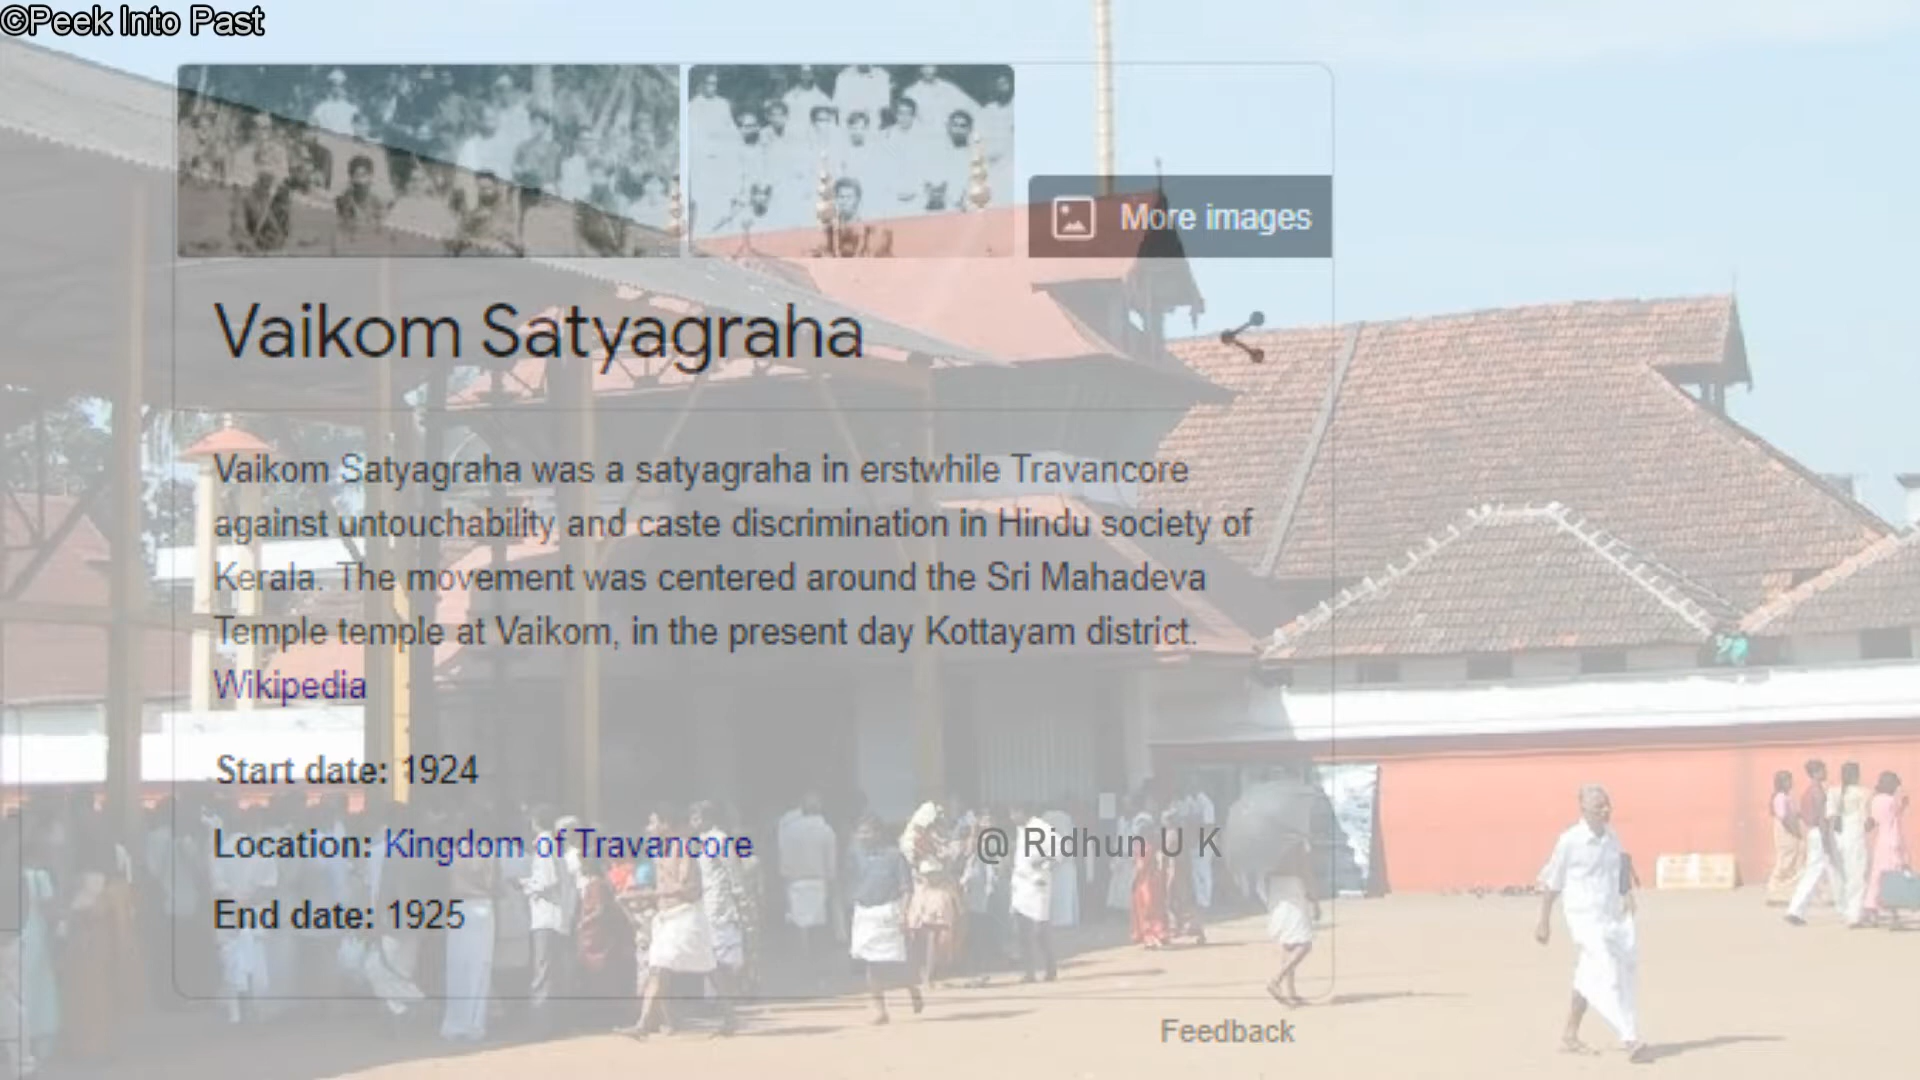 ©Peek Into Past
More images
Vaikom Satyagraha
Vaikom Satyagraha was a satyagraha in erstwhile Travancore
against untouchability and caste discrimination in Hindu society of
Kerala. The movement was centered around the Sri Mahadeva
Temple temple at Vaikom, in the present day Kottayam district.
Wikipedia
Start date: 1924
Location: Kingdom of Travancore
@ Ridhun U K
End date: 1925
Feedback